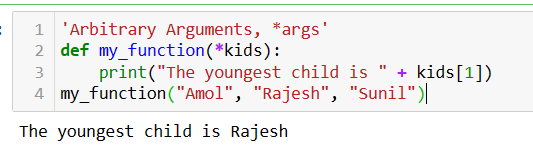 1 'Arbitrary Arguments, *args'
2 def my_function(*kids):
3     print("The youngest child is " + kids[1])
4 my_function("Amol", "Rajesh", "Sunil")
The youngest child is Rajesh